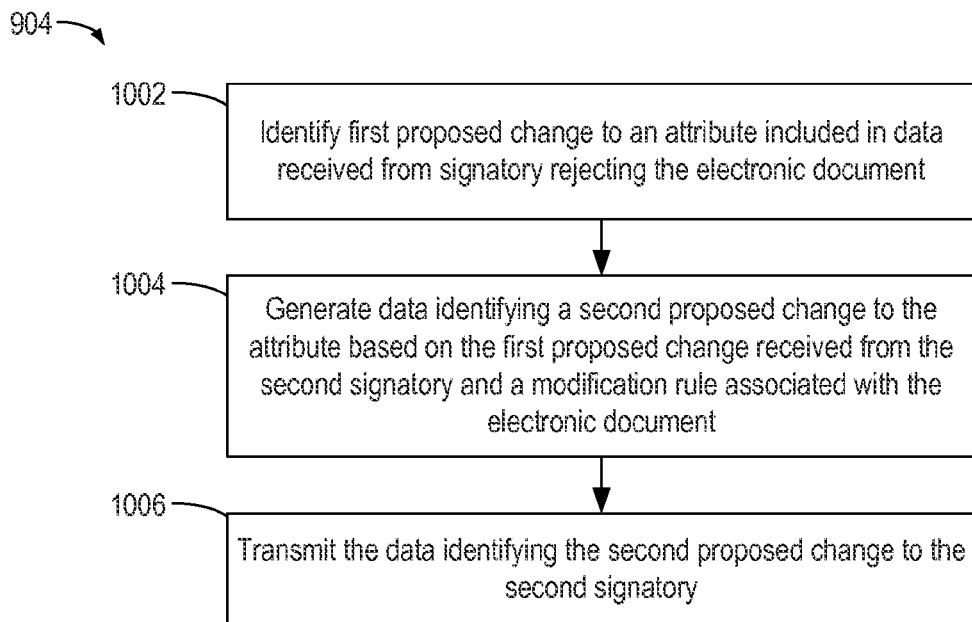 904
1002
Identify first proposed change to an attribute included in data
received from signatory rejecting the electronic document
1004
Generate data identifying a second proposed change to the
attribute based on the first proposed change received from the
second signatory and a modification rule associated with the
electronic document
1006
Transmit the data identifying the second proposed change to the
second signatory